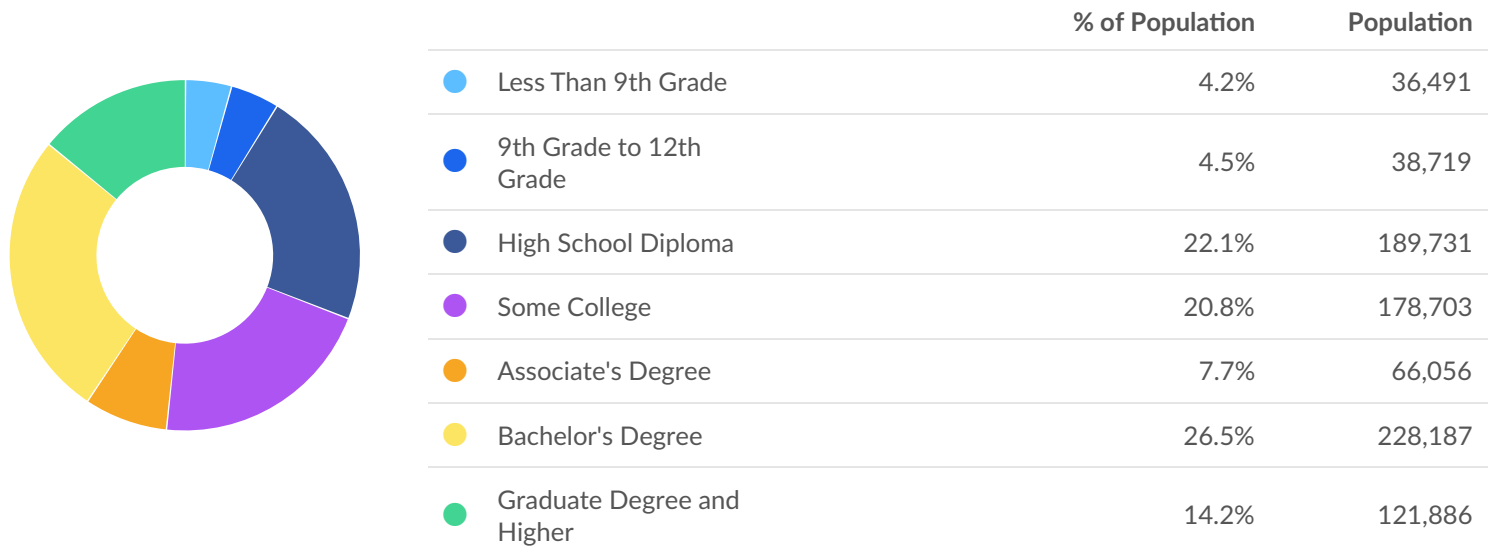 % of Population Population
Less Than 9th Grade 4.2% 36,491
9th Grade to 12th
Grade 4.5% 38,719
High School Diploma 22.1% 189,731
Some College 20.8% 178,703
Associate's Degree 7.7% 66,056
Bachelor's Degree 26.5% 228,187
Graduate Degree and
Higher 14.2% 121,886